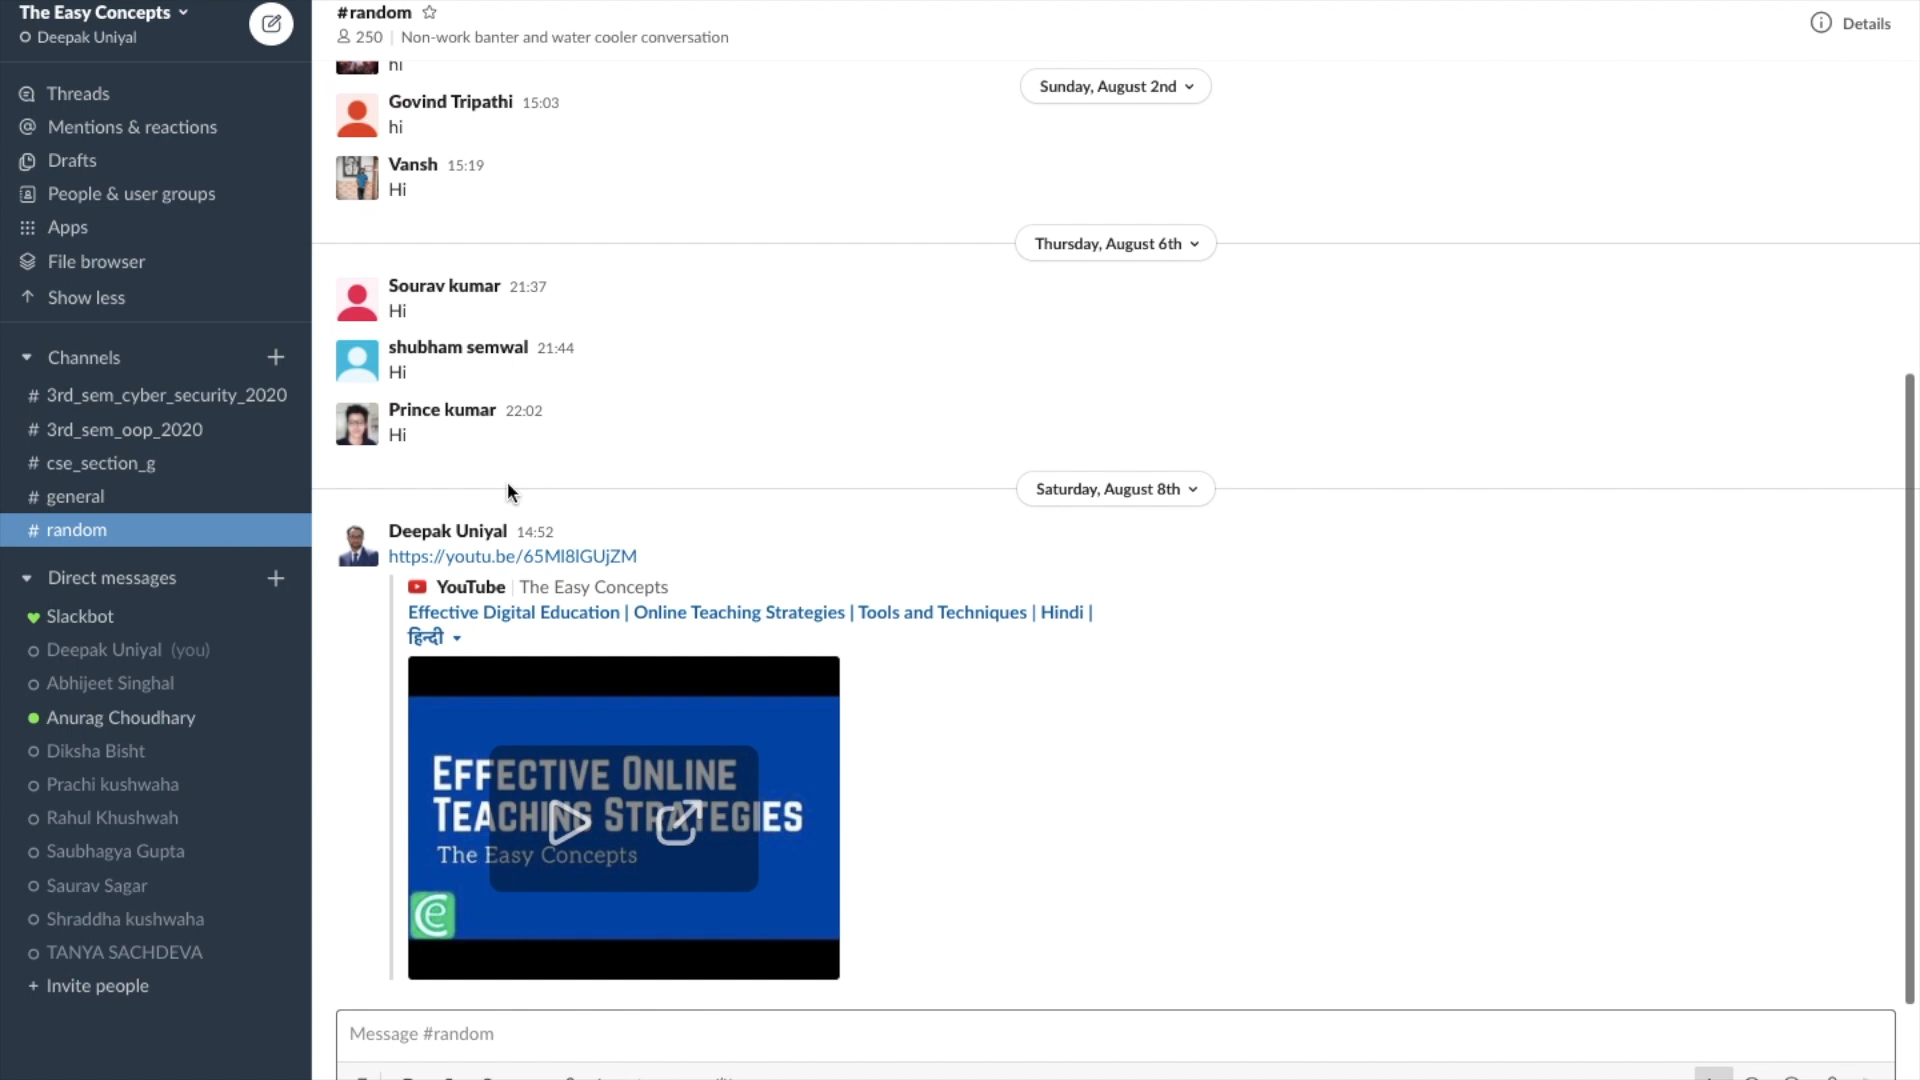 The Easy Concepts
Deepak Uniyal
Threads
Mentions & reactions
Drafts
People & user groups
Apps
File browser
Show less
Channels
# 3rd_sem_cyber_security_2020
# 3rd_sem_oop_2020
# cse_section_g
# general
# random
Direct messages
Slackbot
Deepak Uniyal (you)
Abhijeet Singhal
Anurag Choudhary
Diksha Bisht
Prachi kushwaha
Rahul Khushwah
Saubhagya Gupta
Saurav Sagar
Shraddha kushwaha
TANYA SACHDEVA
+ Invite people
#random
250 | Non-work banter and water cooler conversation
Details
hi
Sunday, August 2nd
Govind Tripathi 15:03
hi
Vansh 15:19
Hi
Thursday, August 6th
Sourav kumar 21:37
Hi
shubham semwal 21:44
Hi
Prince kumar 22:02
Hi
Saturday, August 8th
Deepak Uniyal 14:52
https://youtu.be/65MI8IGUjZM
YouTube | The Easy Concepts
Effective Digital Education | Online Teaching Strategies | Tools and Techniques | Hindi |
हिन्दी
EFFECTIVE ONLINE
TEACHING STRATEGIES
The Easy Concepts
Message #random